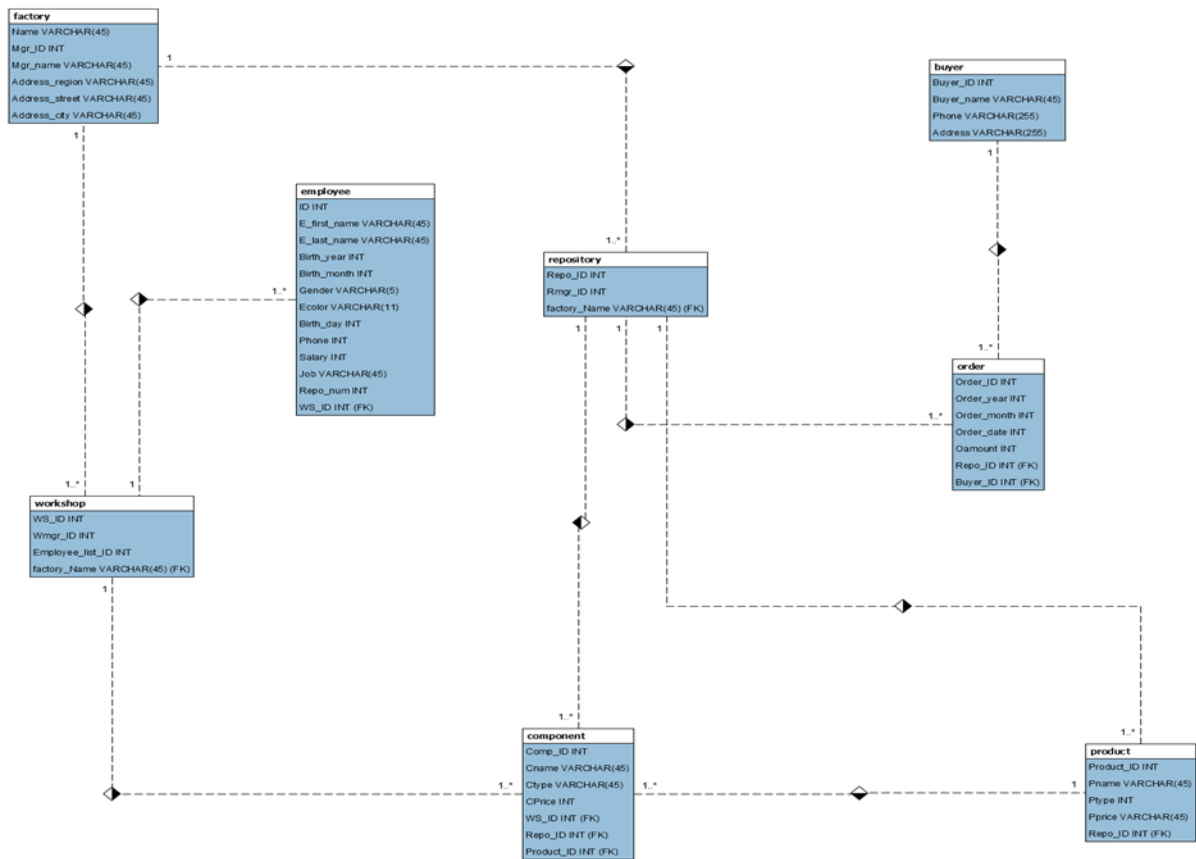 factory
Name VARCHAR(45)
Mgr_ID INT
Mgr_name VARCHAR(45)
Address_region VARCHAR(45)
Address_street VARCHAR(45)
Address_city VARCHAR(45)
1
1
buyer
Buyer_ID INT
Buyer_name VARCHAR(45)
Phone VARCHAR(255)
Address VARCHAR(255)
1
employee
ID INT
E_first_name VARCHAR(45)
E_last_name VARCHAR(45)
Birth_year INT
Birth_month INT
Gender VARCHAR(5)
Ecolor VARCHAR(11)
Birth_day INT
Phone INT
Salary INT
Job VARCHAR(45)
Repo_num INT
WS_ID INT (FK)
1..*
1..*
repository
Repo_ID INT
Rmgr_ID INT
factory_Name VARCHAR(45) (FK)
1
1
1
1..*
order
Order_ID INT
Order_year INT
Order_month INT
Order_date INT
Oamount INT
Repo_ID INT (FK)
Buyer_ID INT (FK)
1..*
1..*
1
workshop
WS_ID INT
Wmgr_ID INT
Employee_list_ID INT
factory_Name VARCHAR(45) (FK)
1
1..*
component
Comp_ID INT
Cname VARCHAR(45)
Ctype VARCHAR(45)
CPrice INT
WS_ID INT (FK)
Repo_ID INT (FK)
Product_ID INT (FK)
1..*
1..*
1..*
product
Product_ID INT
Pname VARCHAR(45)
Ptype INT
Pprice VARCHAR(45)
Repo_ID INT (FK)
1